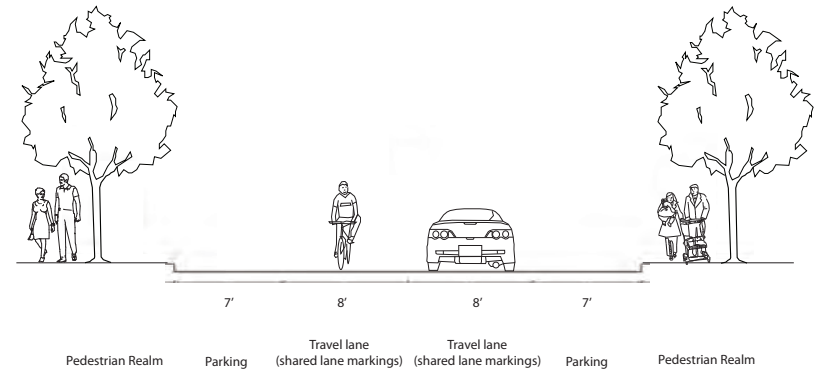 7’
8’
8’
7’
Pedestrian Realm
Parking
Travel lane
(shared lane markings)
Travel lane
(shared lane markings)
Parking
Pedestrian Realm